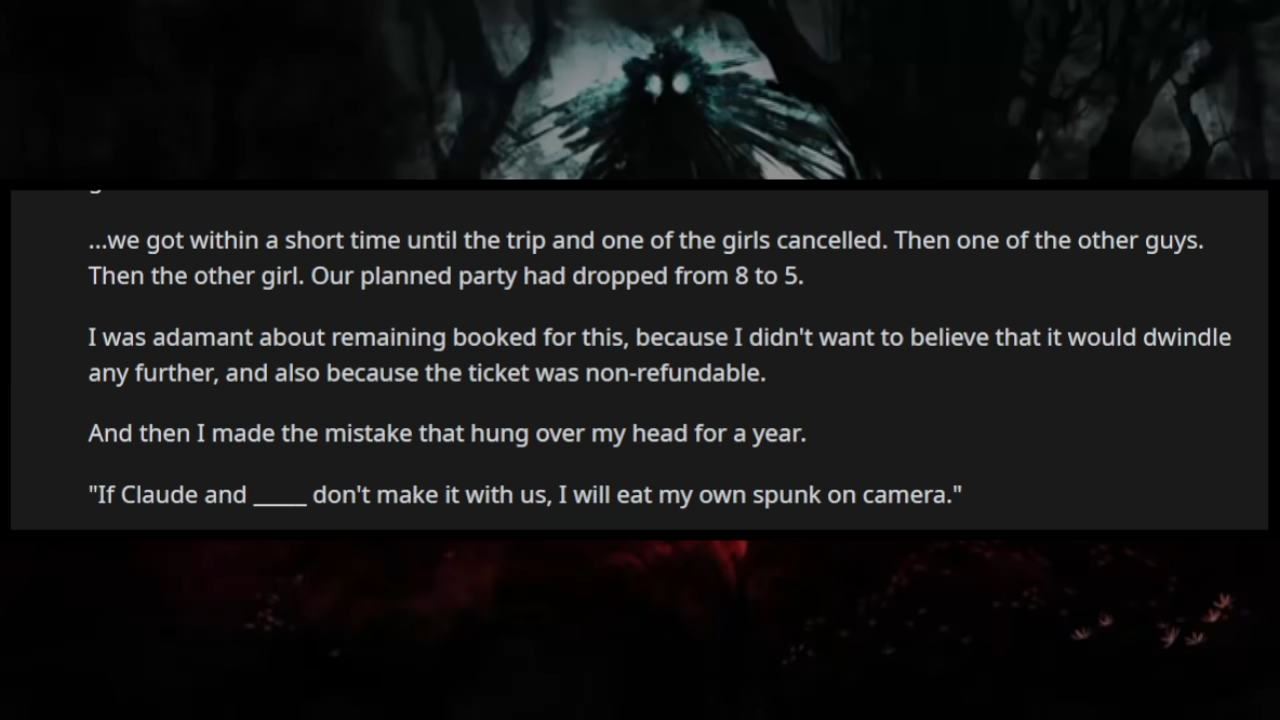 ...we got within a short time until the trip and one of the girls cancelled. Then one of the other guys.
Then the other girl. Our planned party had dropped from 8 to 5.
I was adamant about remaining booked for this, because I didn't want to believe that it would dwindle
any further, and also because the ticket was non-refundable.
And then I made the mistake that hung over my head for a year.
"If Claude and _____ don't make it with us, I will eat my own spunk on camera."